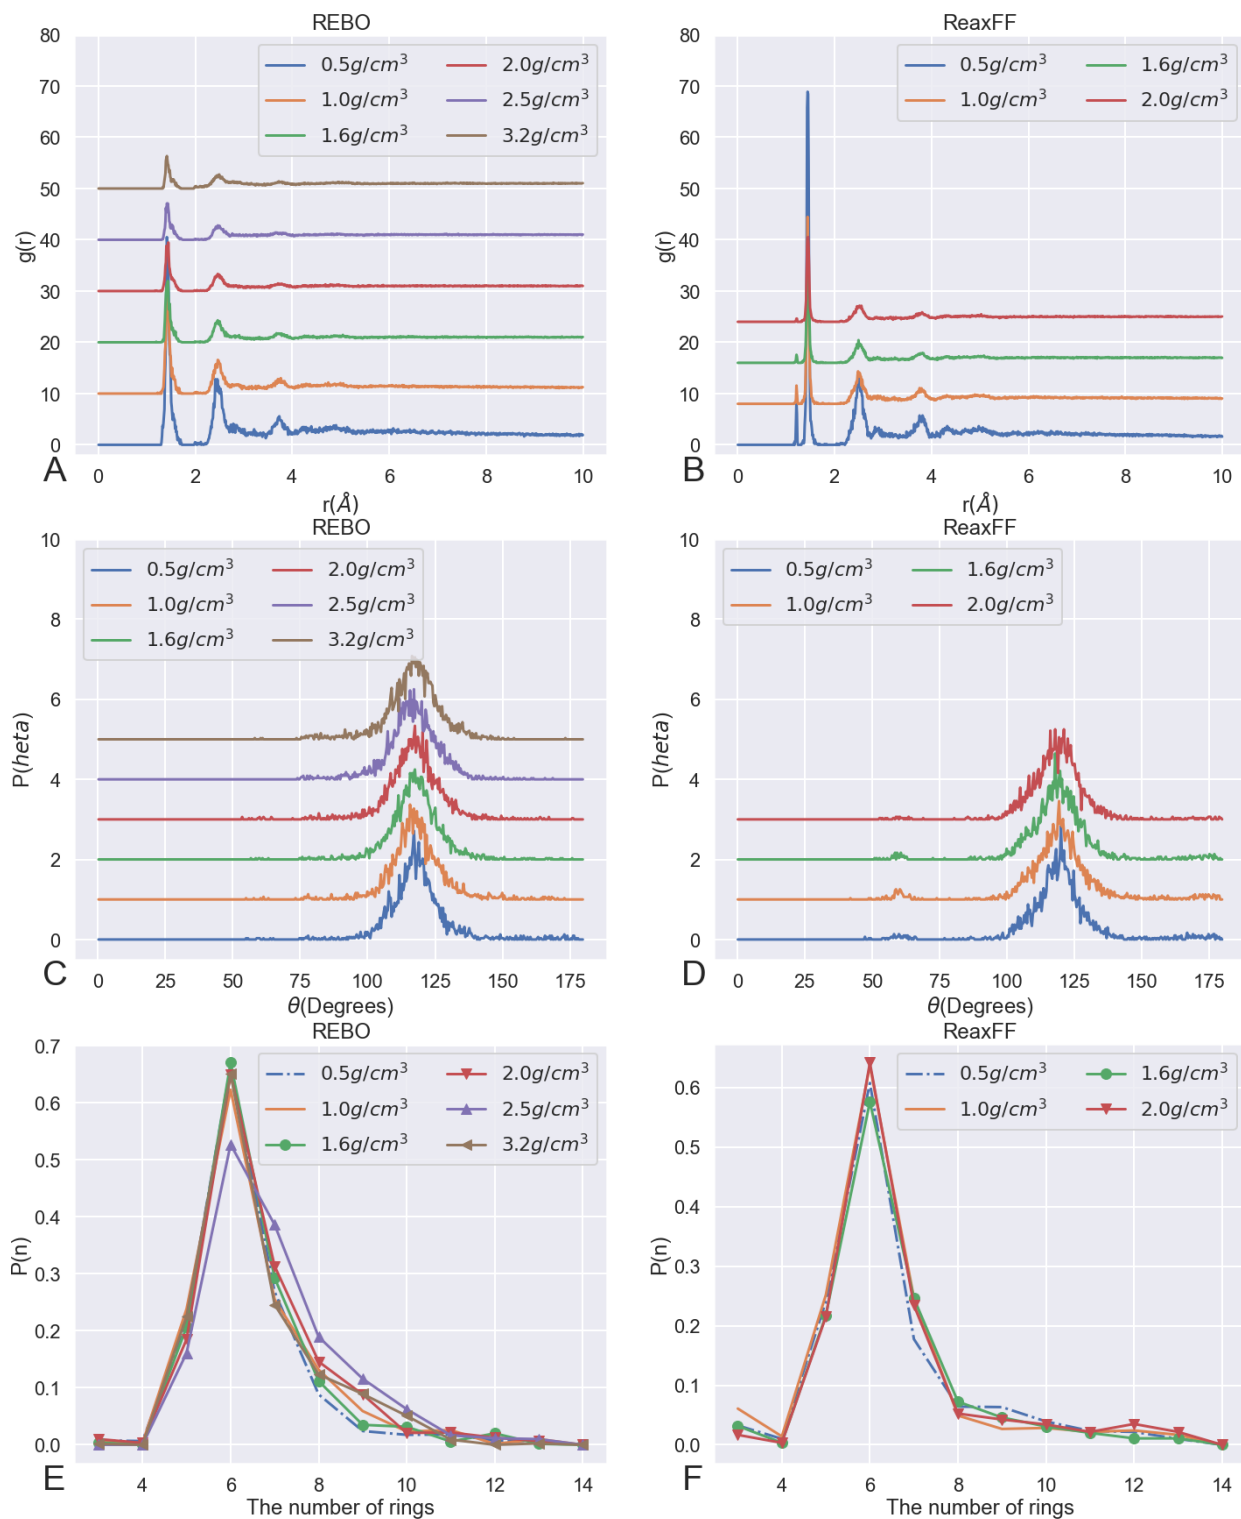 REBO
80
70
60
50
40
30
20
10
0
g(r)
0.5g/cm³ 2.0g/cm³
1.0g/cm³ 2.5g/cm³
1.6g/cm³ 3.2g/cm³
0 2 4 6 8 10
r(Å)
A
ReaxFF
80
70
60
50
40
30
20
10
0
g(r)
0.5g/cm³ 1.6g/cm³
1.0g/cm³ 2.0g/cm³
0 2 4 6 8 10
r(Å)
B
REBO
10
8
6
4
2
0
P(heta)
0.5g/cm³ 2.0g/cm³
1.0g/cm³ 2.5g/cm³
1.6g/cm³ 3.2g/cm³
0 25 50 75 100 125 150 175
θ(Degrees)
C
ReaxFF
10
8
6
4
2
0
P(heta)
0.5g/cm³ 1.6g/cm³
1.0g/cm³ 2.0g/cm³
0 25 50 75 100 125 150 175
θ(Degrees)
D
REBO
0.7
0.6
0.5
0.4
0.3
0.2
0.1
0.0
P(n)
0.5g/cm³ 2.0g/cm³
1.0g/cm³ 2.5g/cm³
1.6g/cm³ 3.2g/cm³
4 6 8 10 12 14
The number of rings
E
ReaxFF
0.6
0.5
0.4
0.3
0.2
0.1
0.0
P(n)
0.5g/cm³ 1.6g/cm³
1.0g/cm³ 2.0g/cm³
4 6 8 10 12 14
The number of rings
F